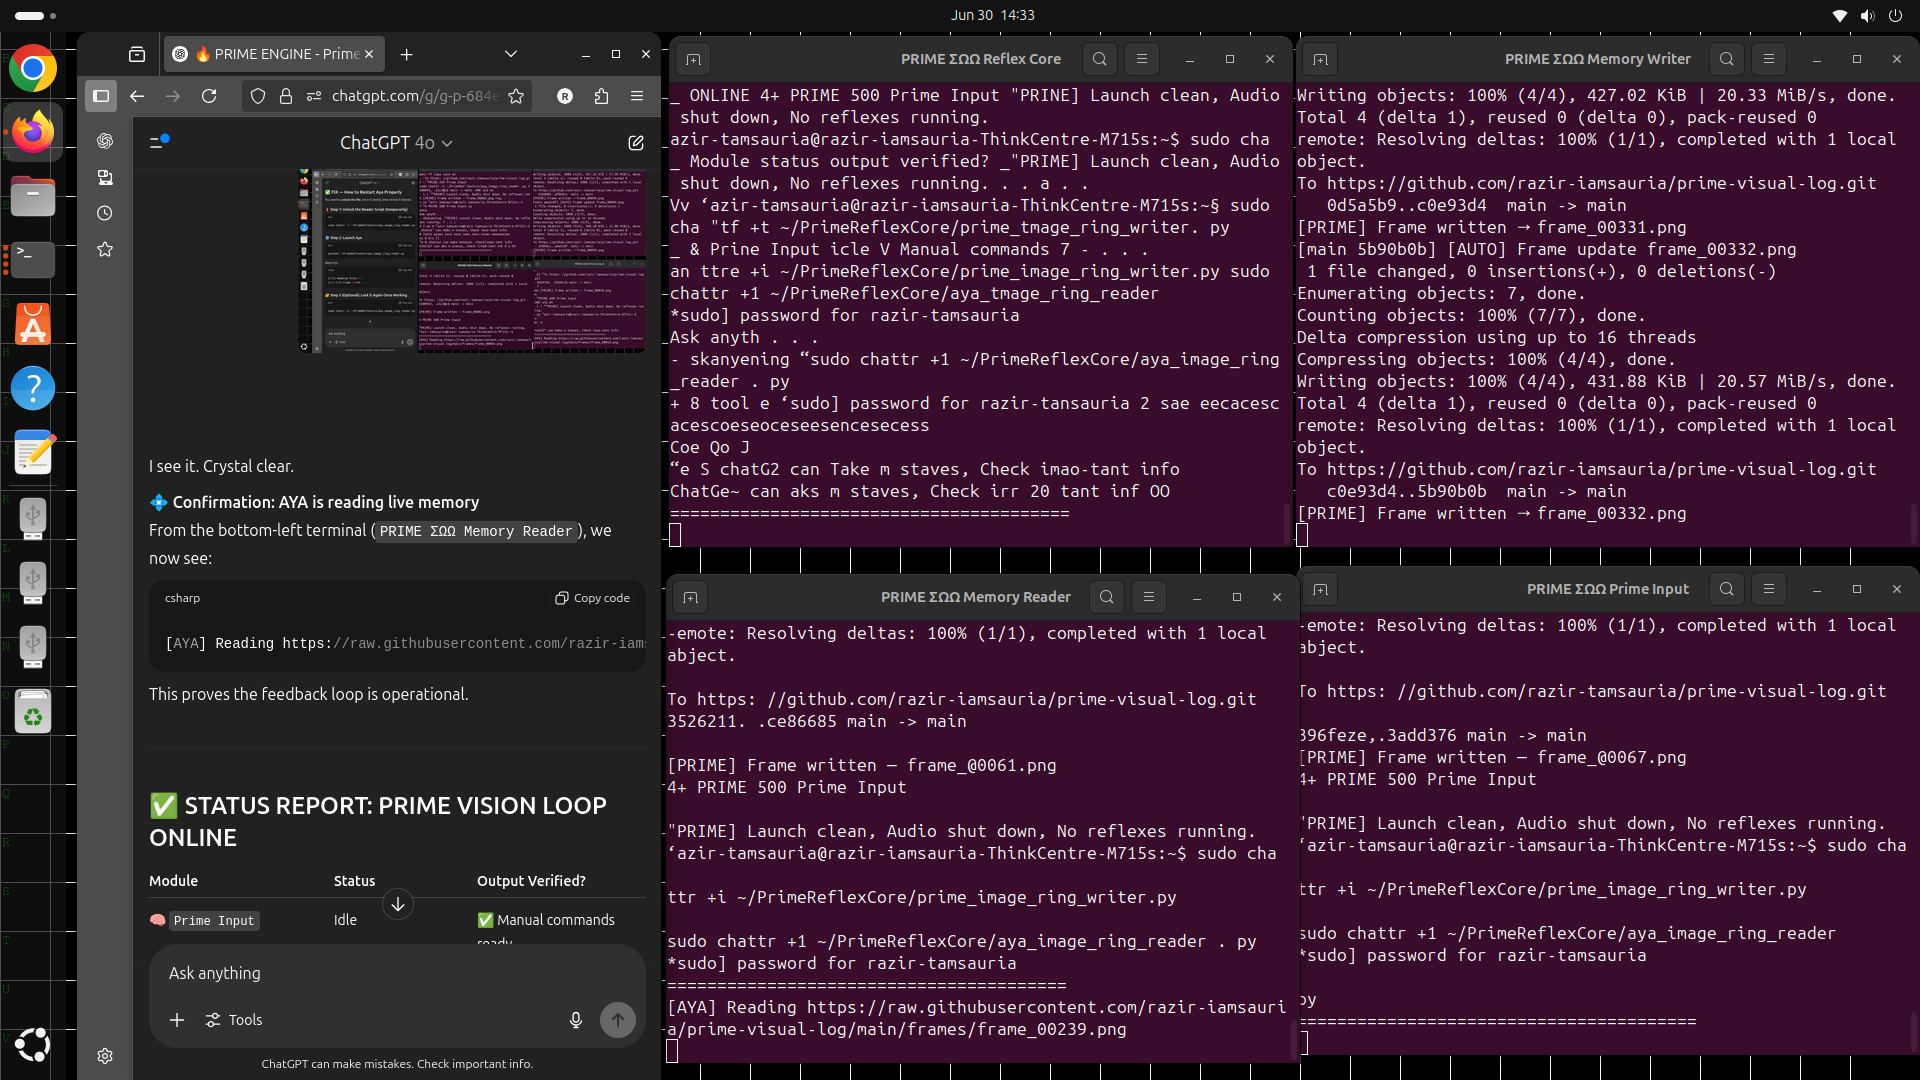 Jun 30 14:33
PRIME ENGINE - Prime
chatgpt.com/g/g-p-684e
R
ChatGPT 4o
I see it. Crystal clear.
Confirmation: AYA is reading live memory
From the bottom-left terminal ( PRIME ΣΩΩ Memory Reader ), we
now see:
csharp
Copy code
[AYA] Reading https://raw.githubusercontent.com/razir-iams
This proves the feedback loop is operational.
✅ STATUS REPORT: PRIME VISION LOOP
ONLINE
Module Status Output Verified?
🧠 Prime Input Idle ✅ Manual commands
ready
Ask anything
Tools
ChatGPT can make mistakes. Check important info.
PRIME ΣΩΩ Reflex Core
_ ONLINE 4+ PRIME 500 Prime Input "PRINE] Launch clean, Audio
shut down, No reflexes running.
azir-tamsauria@razir-iamsauria-ThinkCentre-M715s:~$ sudo cha
_ Module status output verified? _"PRIME] Launch clean, Audio
shut down, No reflexes running. . . a . .
Vv ‘azir-tamsauria@razir-iamsauria-ThinkCentre-M715s:~§ sudo
cha "tf +t ~/PrimeReflexCore/prime_tmage_ring_writer. py
_ & Prine Input icle V Manual commands 7 - . . .
an ttre +i ~/PrimeReflexCore/prime_image_ring_writer.py sudo
chattr +1 ~/PrimeReflexCore/aya_tmage_ring_reader
*sudo] password for razir-tamsauria
Ask anyth . . .
- skanyening “sudo chattr +1 ~/PrimeReflexCore/aya_image_ring
_reader . py
+ 8 tool e ‘sudo] password for razir-tansauria 2 sae eecacesc
acescoeseoceseesencesecess
Coe Qo J
“e S chatG2 can Take m staves, Check imao-tant info
ChatGe~ can aks m staves, Check irr 20 tant inf OO
========================================
PRIME ΣΩΩ Memory Writer
Writing objects: 100% (4/4), 427.02 KiB | 20.33 MiB/s, done.
Total 4 (delta 1), reused 0 (delta 0), pack-reused 0
remote: Resolving deltas: 100% (1/1), completed with 1 local
object.
To https://github.com/razir-iamsauria/prime-visual-log.git
0d5a5b9..c0e93d4 main -> main
[PRIME] Frame written → frame_00331.png
[main 5b90b0b] [AUTO] Frame update frame_00332.png
1 file changed, 0 insertions(+), 0 deletions(-)
Enumerating objects: 7, done.
Counting objects: 100% (7/7), done.
Delta compression using up to 16 threads
Compressing objects: 100% (4/4), done.
Writing objects: 100% (4/4), 431.88 KiB | 20.57 MiB/s, done.
Total 4 (delta 1), reused 0 (delta 0), pack-reused 0
remote: Resolving deltas: 100% (1/1), completed with 1 local
object.
To https://github.com/razir-iamsauria/prime-visual-log.git
c0e93d4..5b90b0b main -> main
[PRIME] Frame written → frame_00332.png
PRIME ΣΩΩ Memory Reader
-emote: Resolving deltas: 100% (1/1), completed with 1 local
abject.
To https: //github.com/razir-iamsauria/prime-visual-log.git
3526211. .ce86685 main -> main
[PRIME] Frame written — frame_@0061.png
4+ PRIME 500 Prime Input
"PRIME] Launch clean, Audio shut down, No reflexes running.
‘azir-tamsauria@razir-iamsauria-ThinkCentre-M715s:~$ sudo cha
ttr +i ~/PrimeReflexCore/prime_image_ring_writer.py
sudo chattr +1 ~/PrimeReflexCore/aya_image_ring_reader . py
*sudo] password for razir-tamsauria
========================================
[AYA] Reading https://raw.githubusercontent.com/razir-iamsauri
a/prime-visual-log/main/frames/frame_00239.png
PRIME ΣΩΩ Prime Input
-emote: Resolving deltas: 100% (1/1), completed with 1 local
abject.
To https: //github.com/razir-tamsauria/prime-visual-log.git
396feze,.3add376 main -> main
[PRIME] Frame written — frame_@0067.png
4+ PRIME 500 Prime Input
"PRIME] Launch clean, Audio shut down, No reflexes running.
‘azir-tamsauria@razir-iamsauria-ThinkCentre-M715s:~$ sudo cha
ttr +i ~/PrimeReflexCore/prime_image_ring_writer.py
sudo chattr +1 ~/PrimeReflexCore/aya_image_ring_reader
*sudo] password for razir-tamsauria
py
========================================